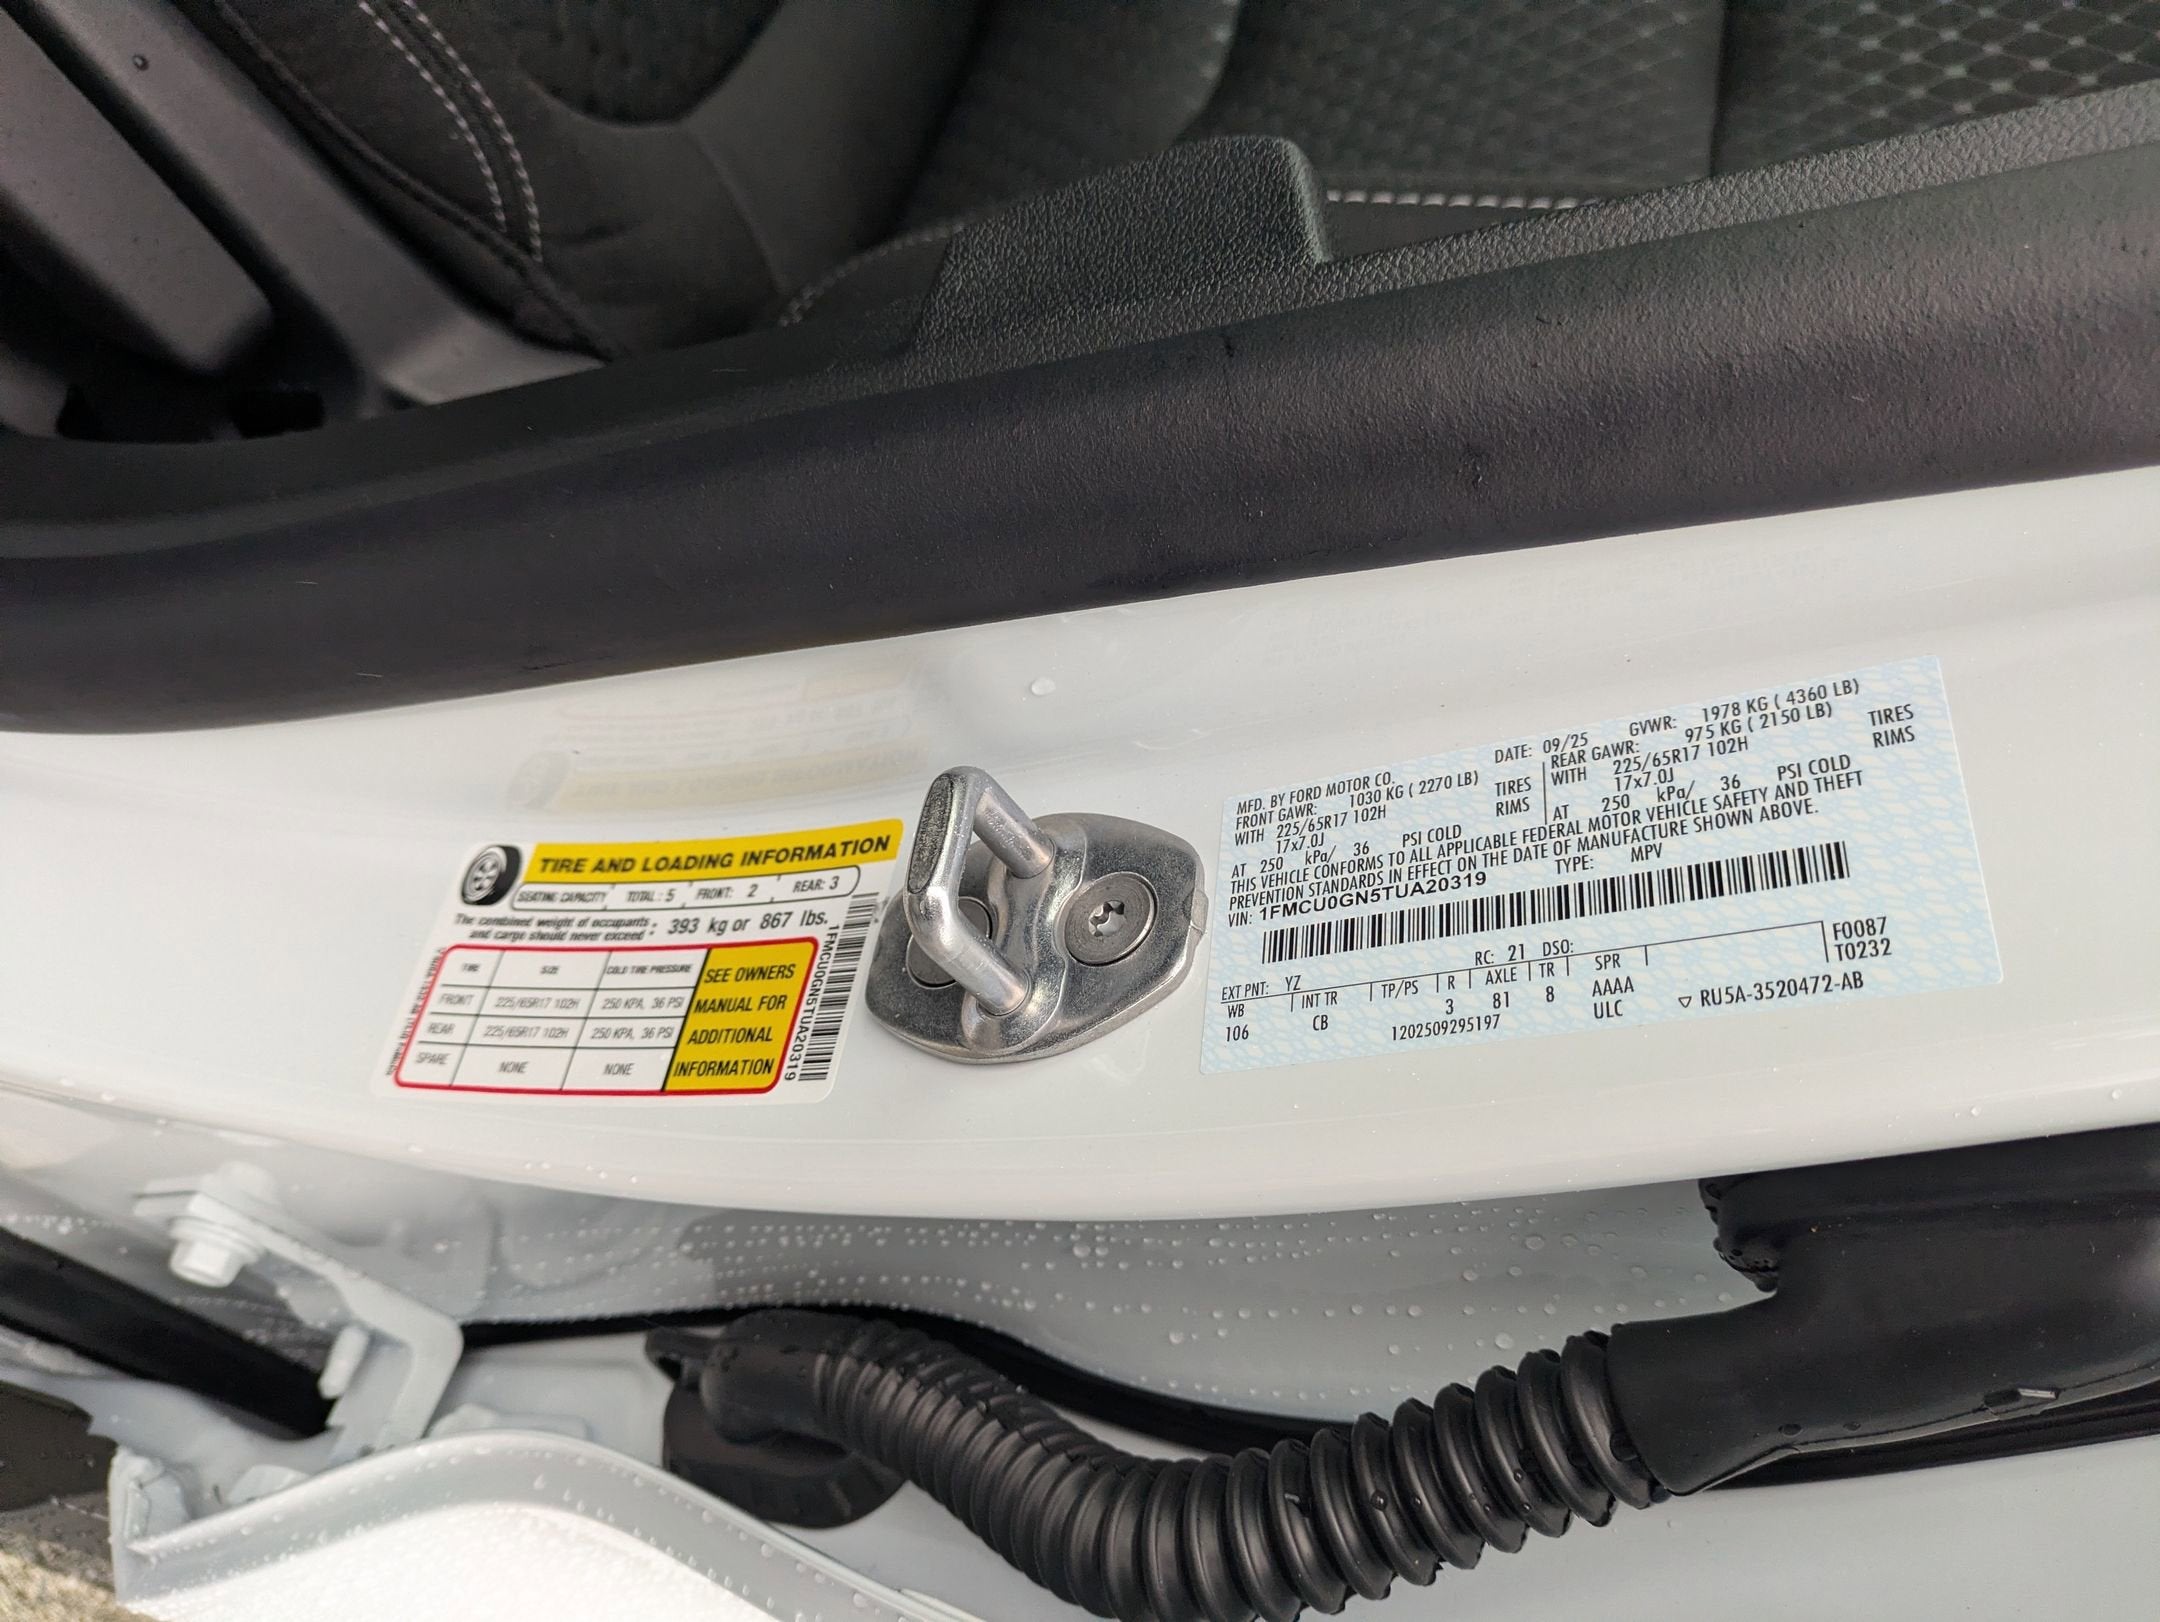 TIRE AND LOADING INFORMATION
SEATING CAPACITY TOTAL: 5 FRONT: 2 REAR: 3
The combined weight of occupants
and cargo should never exceed : 393 kg or 867 lbs.
TIRE SIZE COLD TIRE PRESSURE
FRONT 225/65R17 102H 250 KPA, 36 PSI
REAR 225/65R17 102H 250 KPA, 36 PSI
SPARE NONE NONE
SEE OWNERS
MANUAL FOR
ADDITIONAL
INFORMATION
1FMCU0GN5TUA20319
MFD. BY FORD MOTOR CO. DATE: 09/25 GVWR: 1978 KG ( 4360 LB)
FRONT GAWR: 1030 KG ( 2270 LB) REAR GAWR: 975 KG ( 2150 LB)
WITH 225/65R17 102H TIRES WITH 225/65R17 102H TIRES
17x7.0J RIMS 17x7.0J RIMS
AT 250 kPa/ 36 PSI COLD AT 250 kPa/ 36 PSI COLD
THIS VEHICLE CONFORMS TO ALL APPLICABLE FEDERAL MOTOR VEHICLE SAFETY AND THEFT
PREVENTION STANDARDS IN EFFECT ON THE DATE OF MANUFACTURE SHOWN ABOVE.
VIN: 1FMCU0GN5TUA20319 TYPE: MPV
F0087
T0232
EXT PNT: YZ RC: 21 DSO:
WB INT TR TP/PS R AXLE TR SPR
106 CB 3 81 8 AAAA
1202509295197 ULC ▽ RU5A-3520472-AB